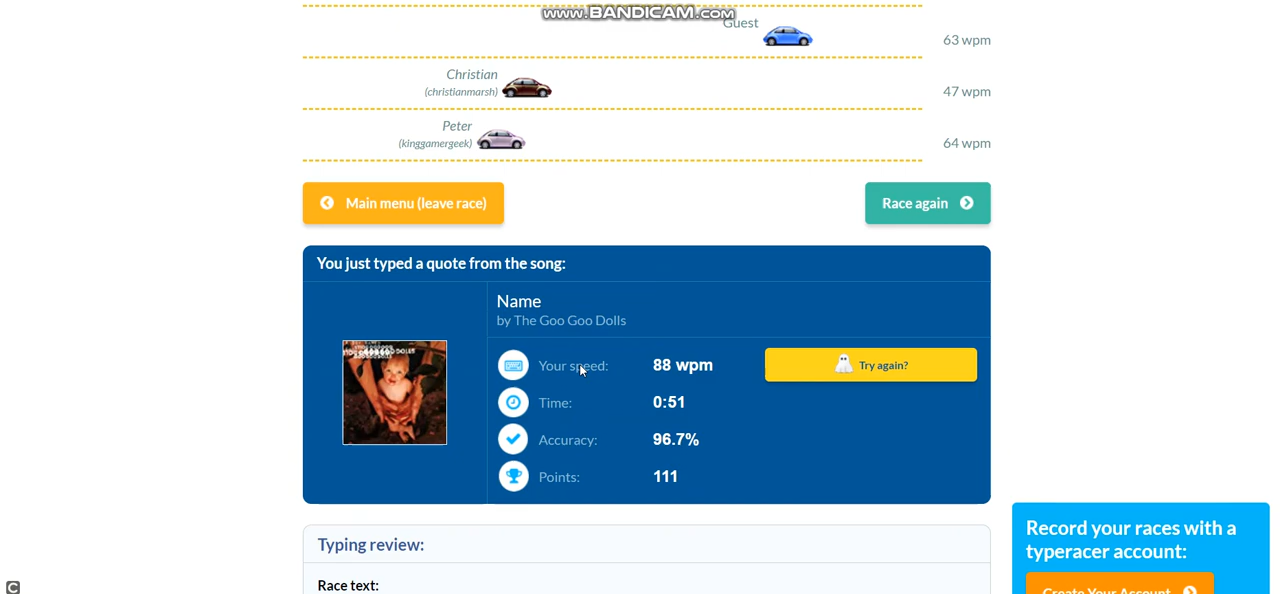 www.BANDICAM.com
Guest
63 wpm
Christian
(christianmarsh)
47 wpm
Peter
(kinggamergeek)
64 wpm
Main menu (leave race)
Race again
You just typed a quote from the song:
Name
by The Goo Goo Dolls
Your speed:
88 wpm
Try again?
Time:
0:51
Accuracy:
96.7%
Points:
111
Typing review:
Race text:
Record your races with a
typeracer account:
Create Your Account
C